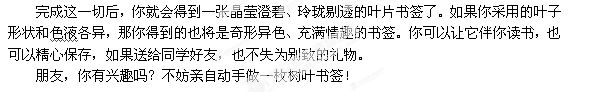 完成这一切后，你就会得到一张晶莹澄碧、玲珑剔透的叶片书签了。如果你采用的叶子
形状和色泽各异，那你得到的也将是奇形异色、充满情趣的书签。你可以让它伴你读书，也
可以精心保存，如果送给同学好友，也不失为别致的礼物。
朋友，你有兴趣吗？不妨亲自动手做一枚树叶书签！